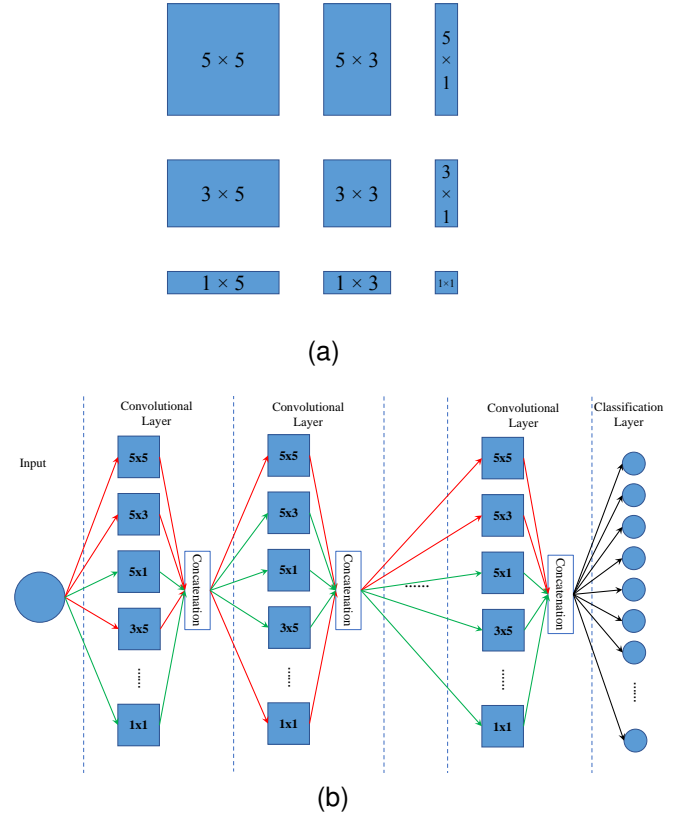 5 × 5
5 × 3
5 × 1
3 × 5
3 × 3
3 × 1
1 × 5
1 × 3
1×1
(a)
Input
Convolutional
Layer
5x5
5x3
5x1
3x5
......
1x1
Concatenation
Convolutional
Layer
5x5
5x3
5x1
3x5
......
1x1
Concatenation
......
Convolutional
Layer
5x5
5x3
5x1
3x5
......
1x1
Concatenation
Classification
Layer
......
(b)